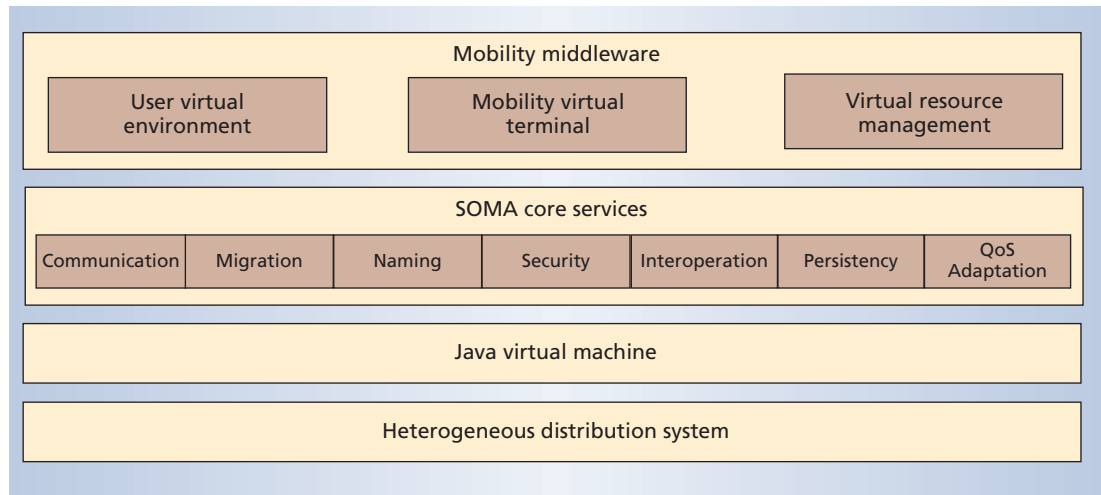 Mobility middleware
User virtual
environment
Mobility virtual
terminal
Virtual resource
management
SOMA core services
Communication
Migration
Naming
Security
Interoperation
Persistency
QoS
Adaptation
Java virtual machine
Heterogeneous distribution system